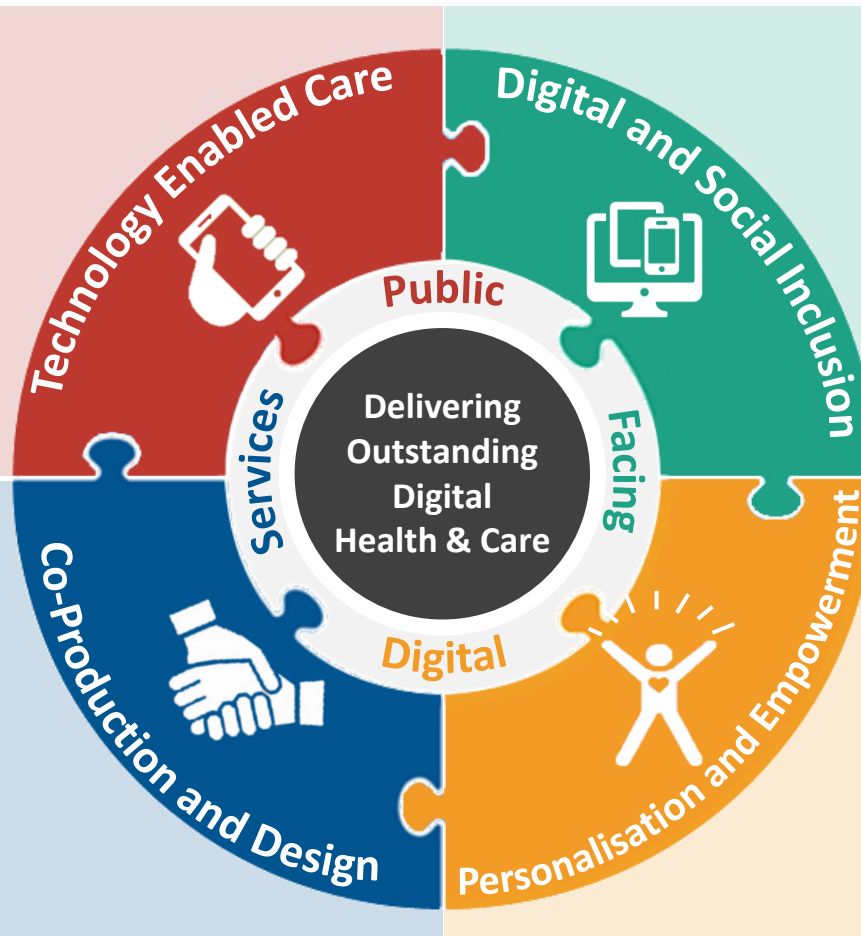 Technology Enabled Care
Digital and Social Inclusion
Public
Facing
Digital
Services
Delivering
Outstanding
Digital
Health & Care
Co-Production and Design
Personalisation and Empowerment